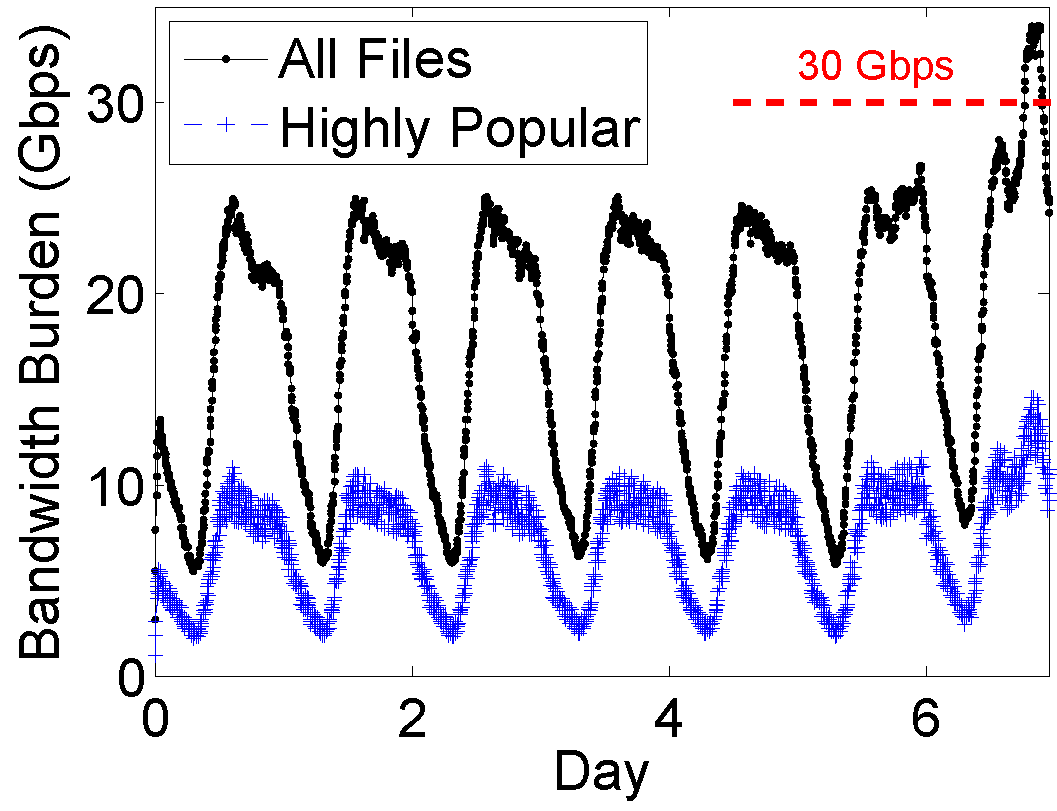 All Files
Highly Popular
30 Gbps
Bandwidth Burden (Gbps)
30
20
10
0
0 2 4 6
Day